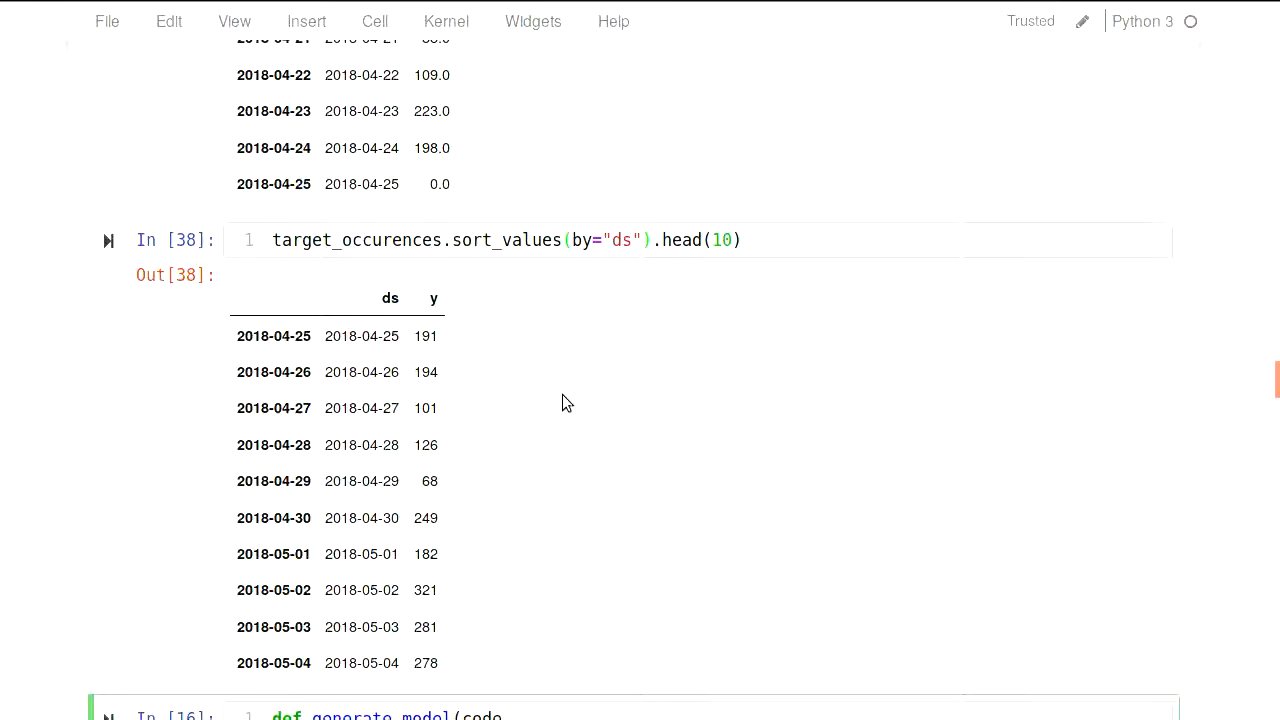 File Edit View Insert Cell Kernel Widgets Help Trusted Python 3
2018-04-21 2018-04-21
2018-04-22 2018-04-22 109.0
2018-04-23 2018-04-23 223.0
2018-04-24 2018-04-24 198.0
2018-04-25 2018-04-25 0.0
In [38]: 1 target_occurences.sort_values(by="ds").head(10)
Out[38]:
ds y
2018-04-25 2018-04-25 191
2018-04-26 2018-04-26 194
2018-04-27 2018-04-27 101
2018-04-28 2018-04-28 126
2018-04-29 2018-04-29 68
2018-04-30 2018-04-30 249
2018-05-01 2018-05-01 182
2018-05-02 2018-05-02 321
2018-05-03 2018-05-03 281
2018-05-04 2018-05-04 278
In [16]: 1 def generate_model(code